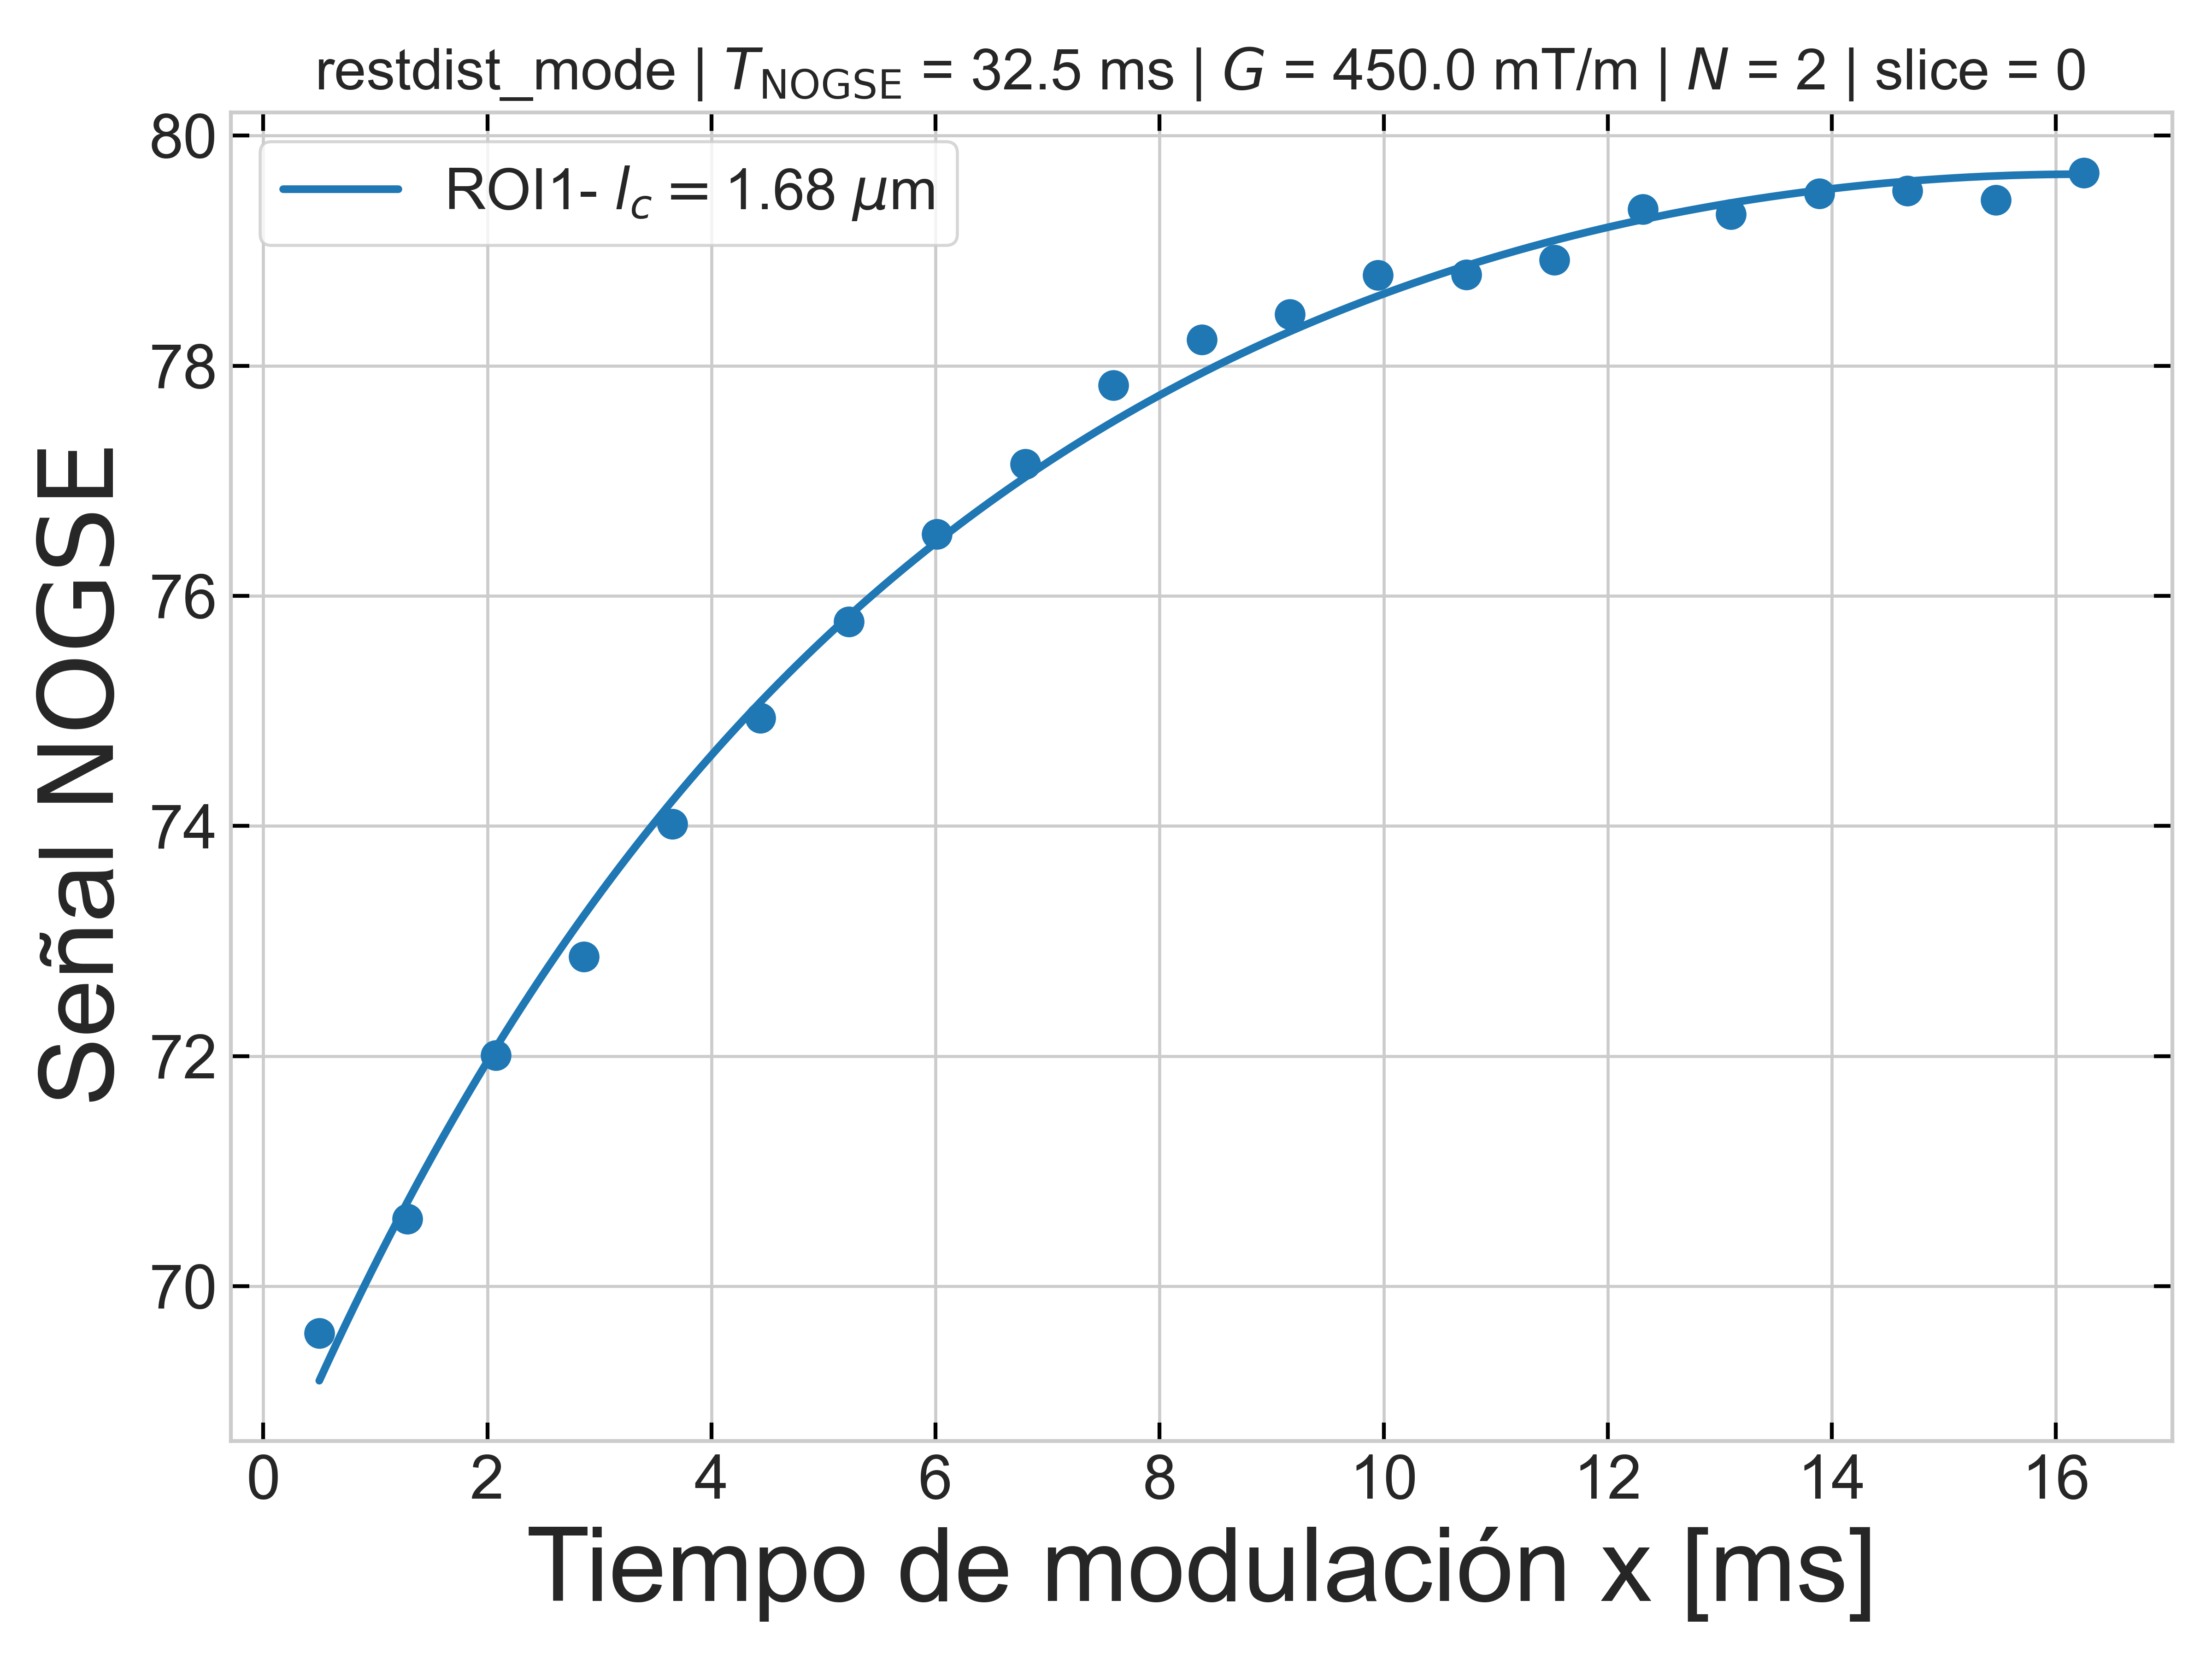 restdist_mode | T_NOGSE = 32.5 ms | G = 450.0 mT/m | N = 2 | slice = 0
80
78
76
74
72
70
Señal NOGSE
ROI1- l_c = 1.68 μm
0 2 4 6 8 10 12 14 16
Tiempo de modulación x [ms]